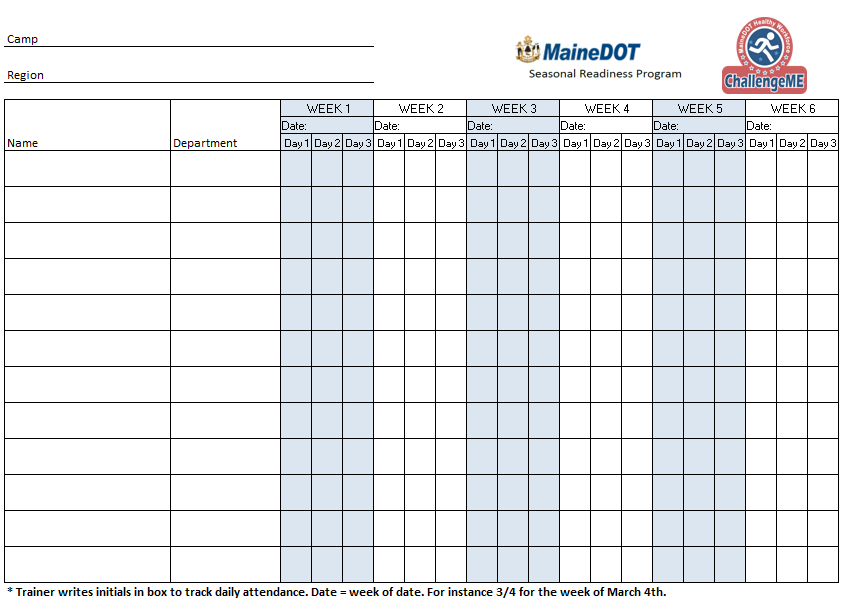 Camp
MaineDOT
Seasonal Readiness Program
MaineDOT Healthy Workforce
ChallengeME
Region
WEEK 1 WEEK 2 WEEK 3 WEEK 4 WEEK 5 WEEK 6
Date: Date: Date: Date: Date: Date:
Name Department Day 1 Day 2 Day 3 Day 1 Day 2 Day 3 Day 1 Day 2 Day 3 Day 1 Day 2 Day 3 Day 1 Day 2 Day 3 Day 1 Day 2 Day 3
* Trainer writes initials in box to track daily attendance. Date = week of date. For instance 3/4 for the week of March 4th.